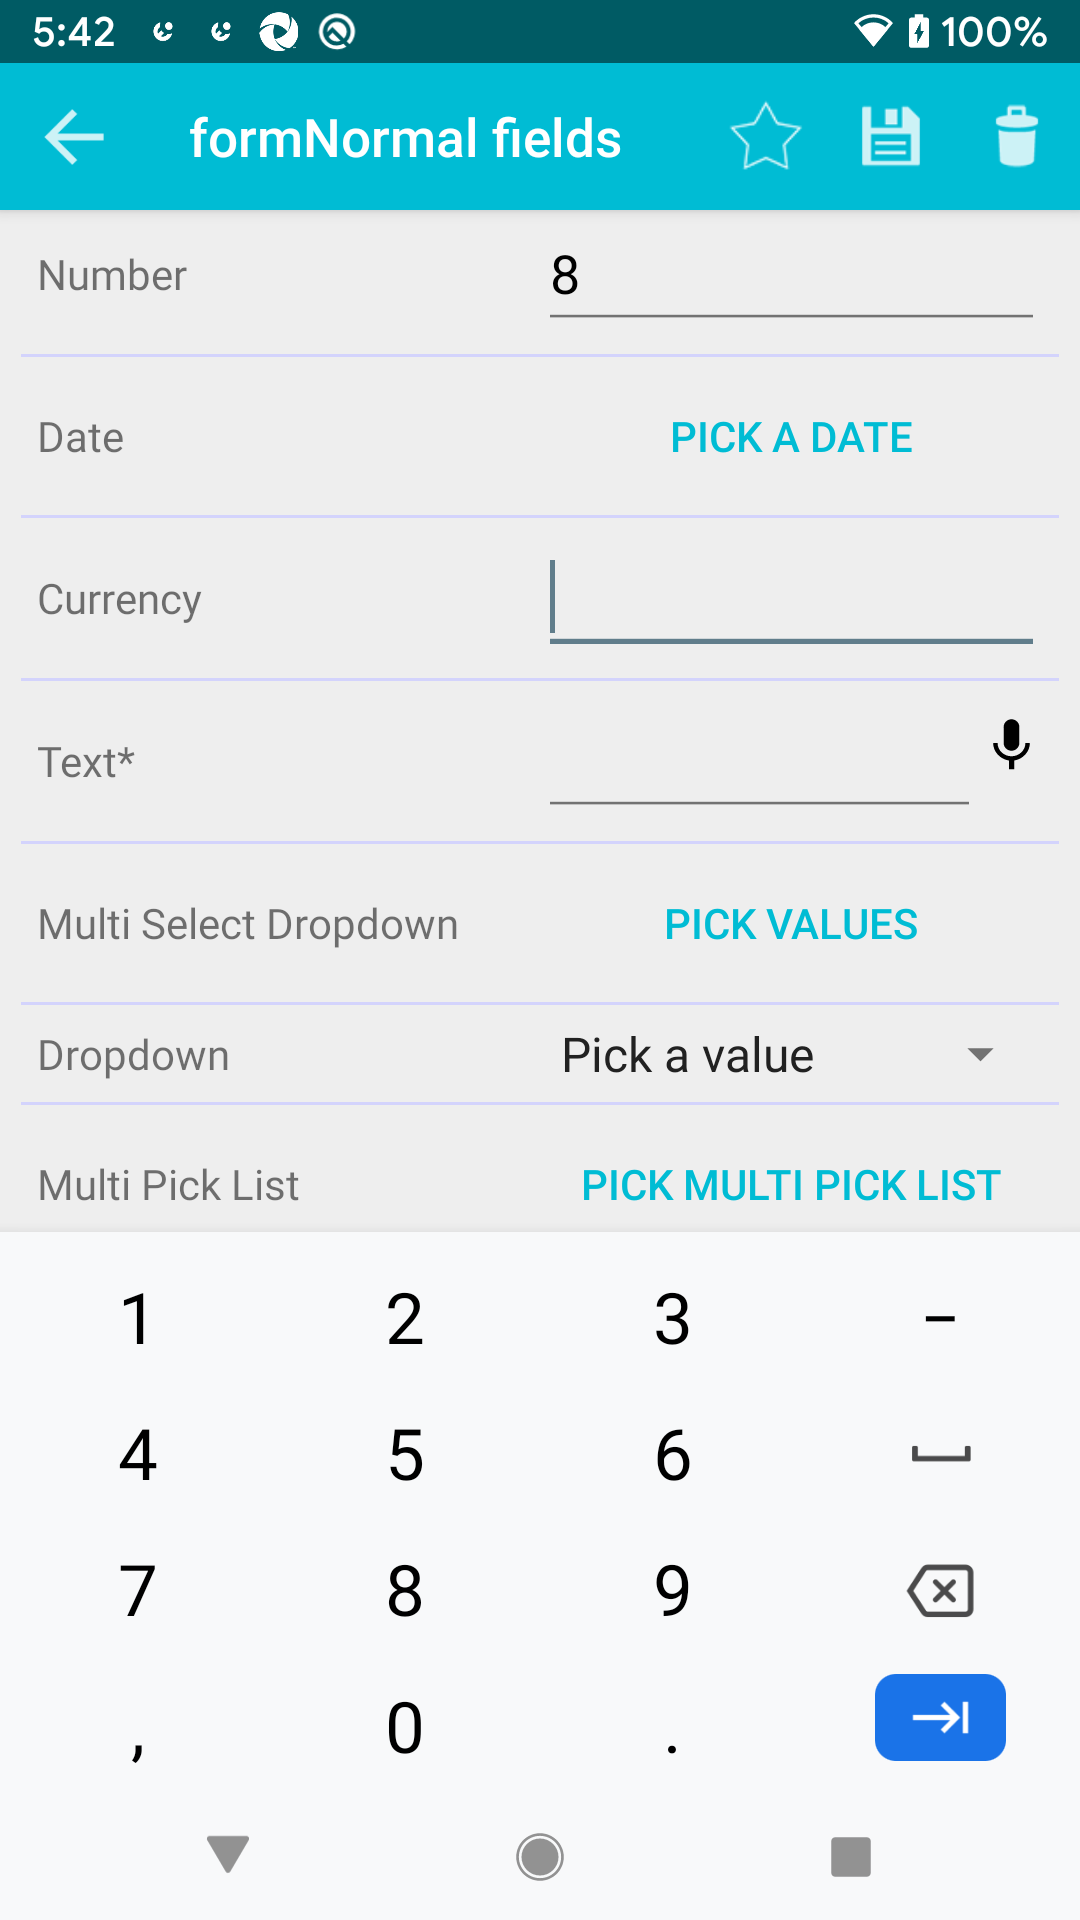 5:42
100%
formNormal fields
Number
8
Date
PICK A DATE
Currency
Text*
Multi Select Dropdown
PICK VALUES
Dropdown
Pick a value
Multi Pick List
PICK MULTI PICK LIST
1 2 3 –
4 5 6
7 8 9
, 0 .